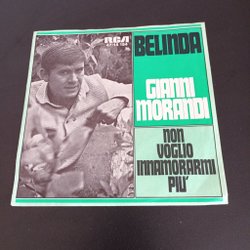 RCA
BELINDA
GIANNI
MORANDI
NON
VOGLIO
INNAMORARMI
PIU'